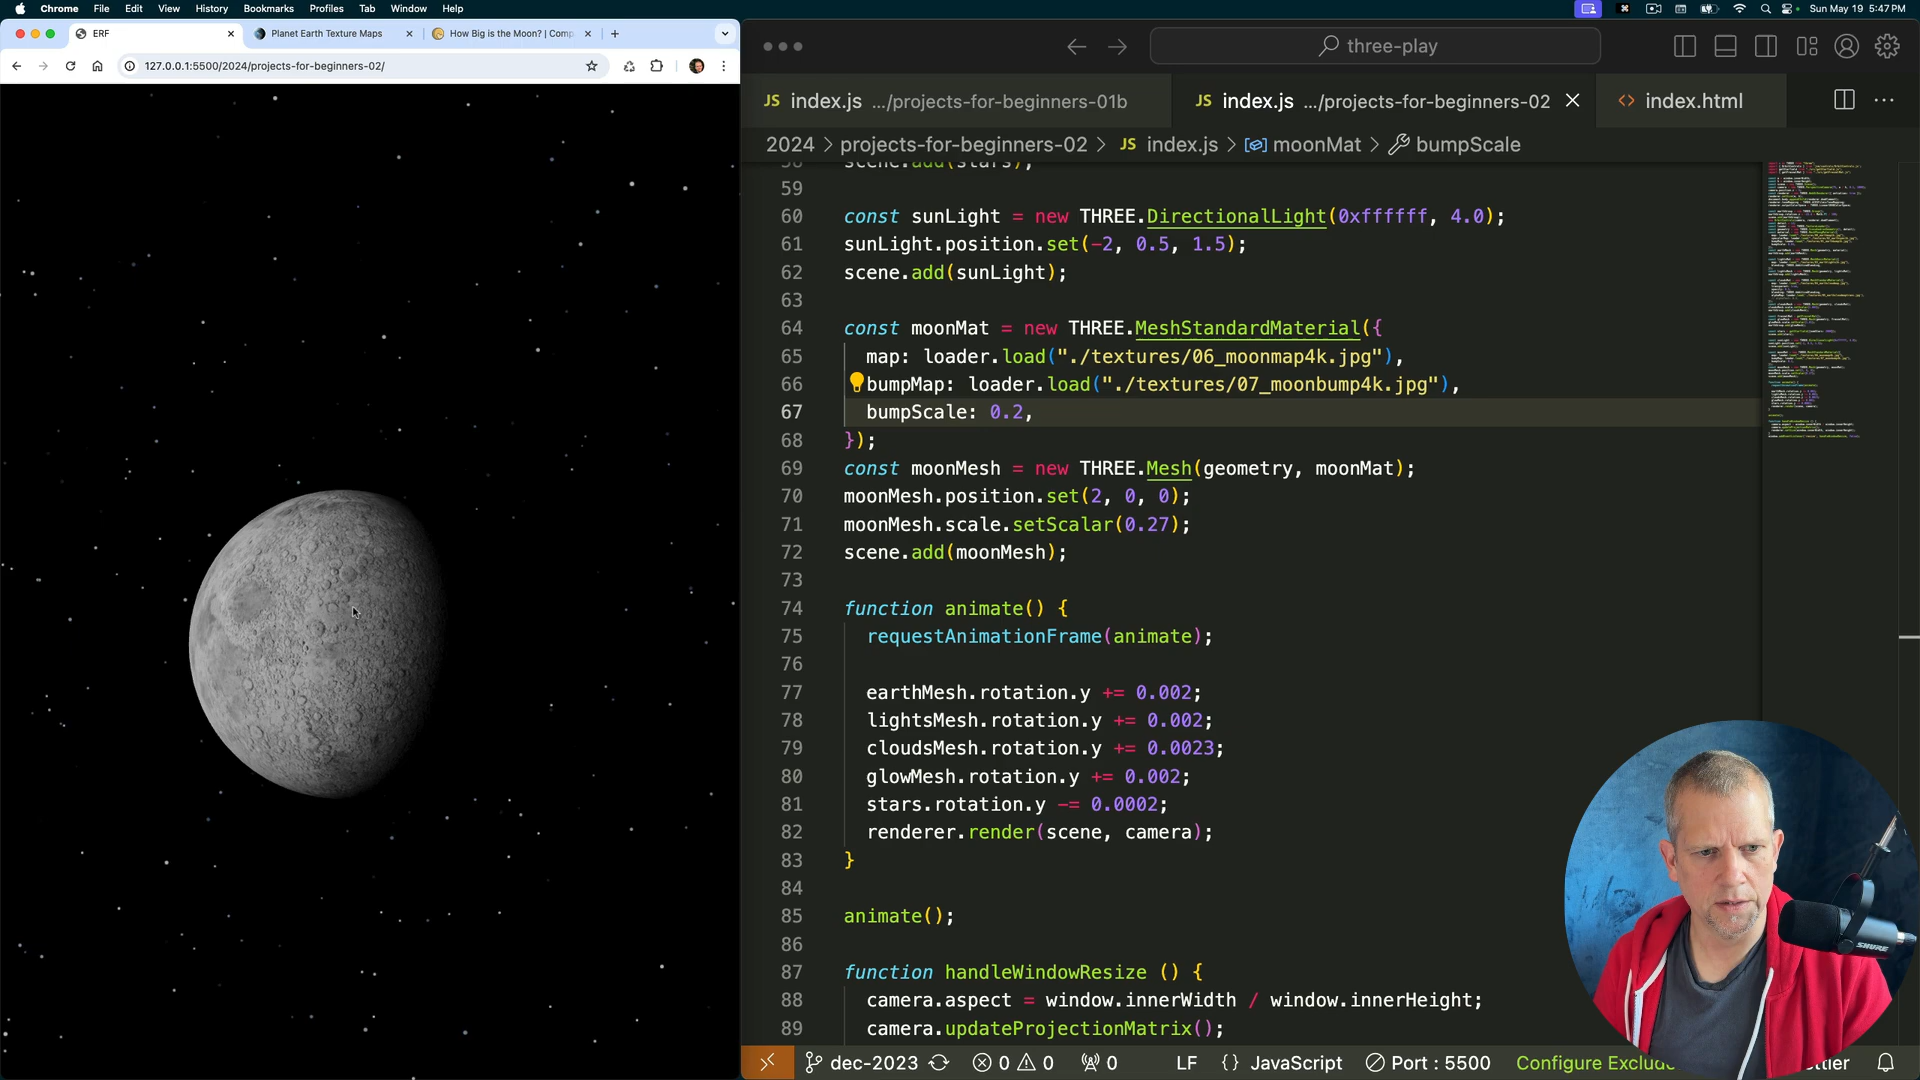 Chrome File Edit View History Bookmarks Profiles Tab Window Help
Sun May 19 5:47 PM
ERF
Planet Earth Texture Maps
How Big is the Moon? | Comp
127.0.0.1:5500/2024/projects-for-beginners-02/
three-play
JS index.js .../projects-for-beginners-01b
JS index.js .../projects-for-beginners-02
index.html
2024 > projects-for-beginners-02 > JS index.js > moonMat > bumpScale
58 scene.add(stars);
59
60 const sunLight = new THREE.DirectionalLight(0xffffff, 4.0);
61 sunLight.position.set(-2, 0.5, 1.5);
62 scene.add(sunLight);
63
64 const moonMat = new THREE.MeshStandardMaterial({
65 map: loader.load("./textures/06_moonmap4k.jpg"),
66 bumpMap: loader.load("./textures/07_moonbump4k.jpg"),
67 bumpScale: 0.2,
68 });
69 const moonMesh = new THREE.Mesh(geometry, moonMat);
70 moonMesh.position.set(2, 0, 0);
71 moonMesh.scale.setScalar(0.27);
72 scene.add(moonMesh);
73
74 function animate() {
75 requestAnimationFrame(animate);
76
77 earthMesh.rotation.y += 0.002;
78 lightsMesh.rotation.y += 0.002;
79 cloudsMesh.rotation.y += 0.0023;
80 glowMesh.rotation.y += 0.002;
81 stars.rotation.y -= 0.0002;
82 renderer.render(scene, camera);
83 }
84
85 animate();
86
87 function handleWindowResize () {
88 camera.aspect = window.innerWidth / window.innerHeight;
89 camera.updateProjectionMatrix();
SHURE
dec-2023 0 0 0 LF {} JavaScript Port : 5500 Configure Exclu